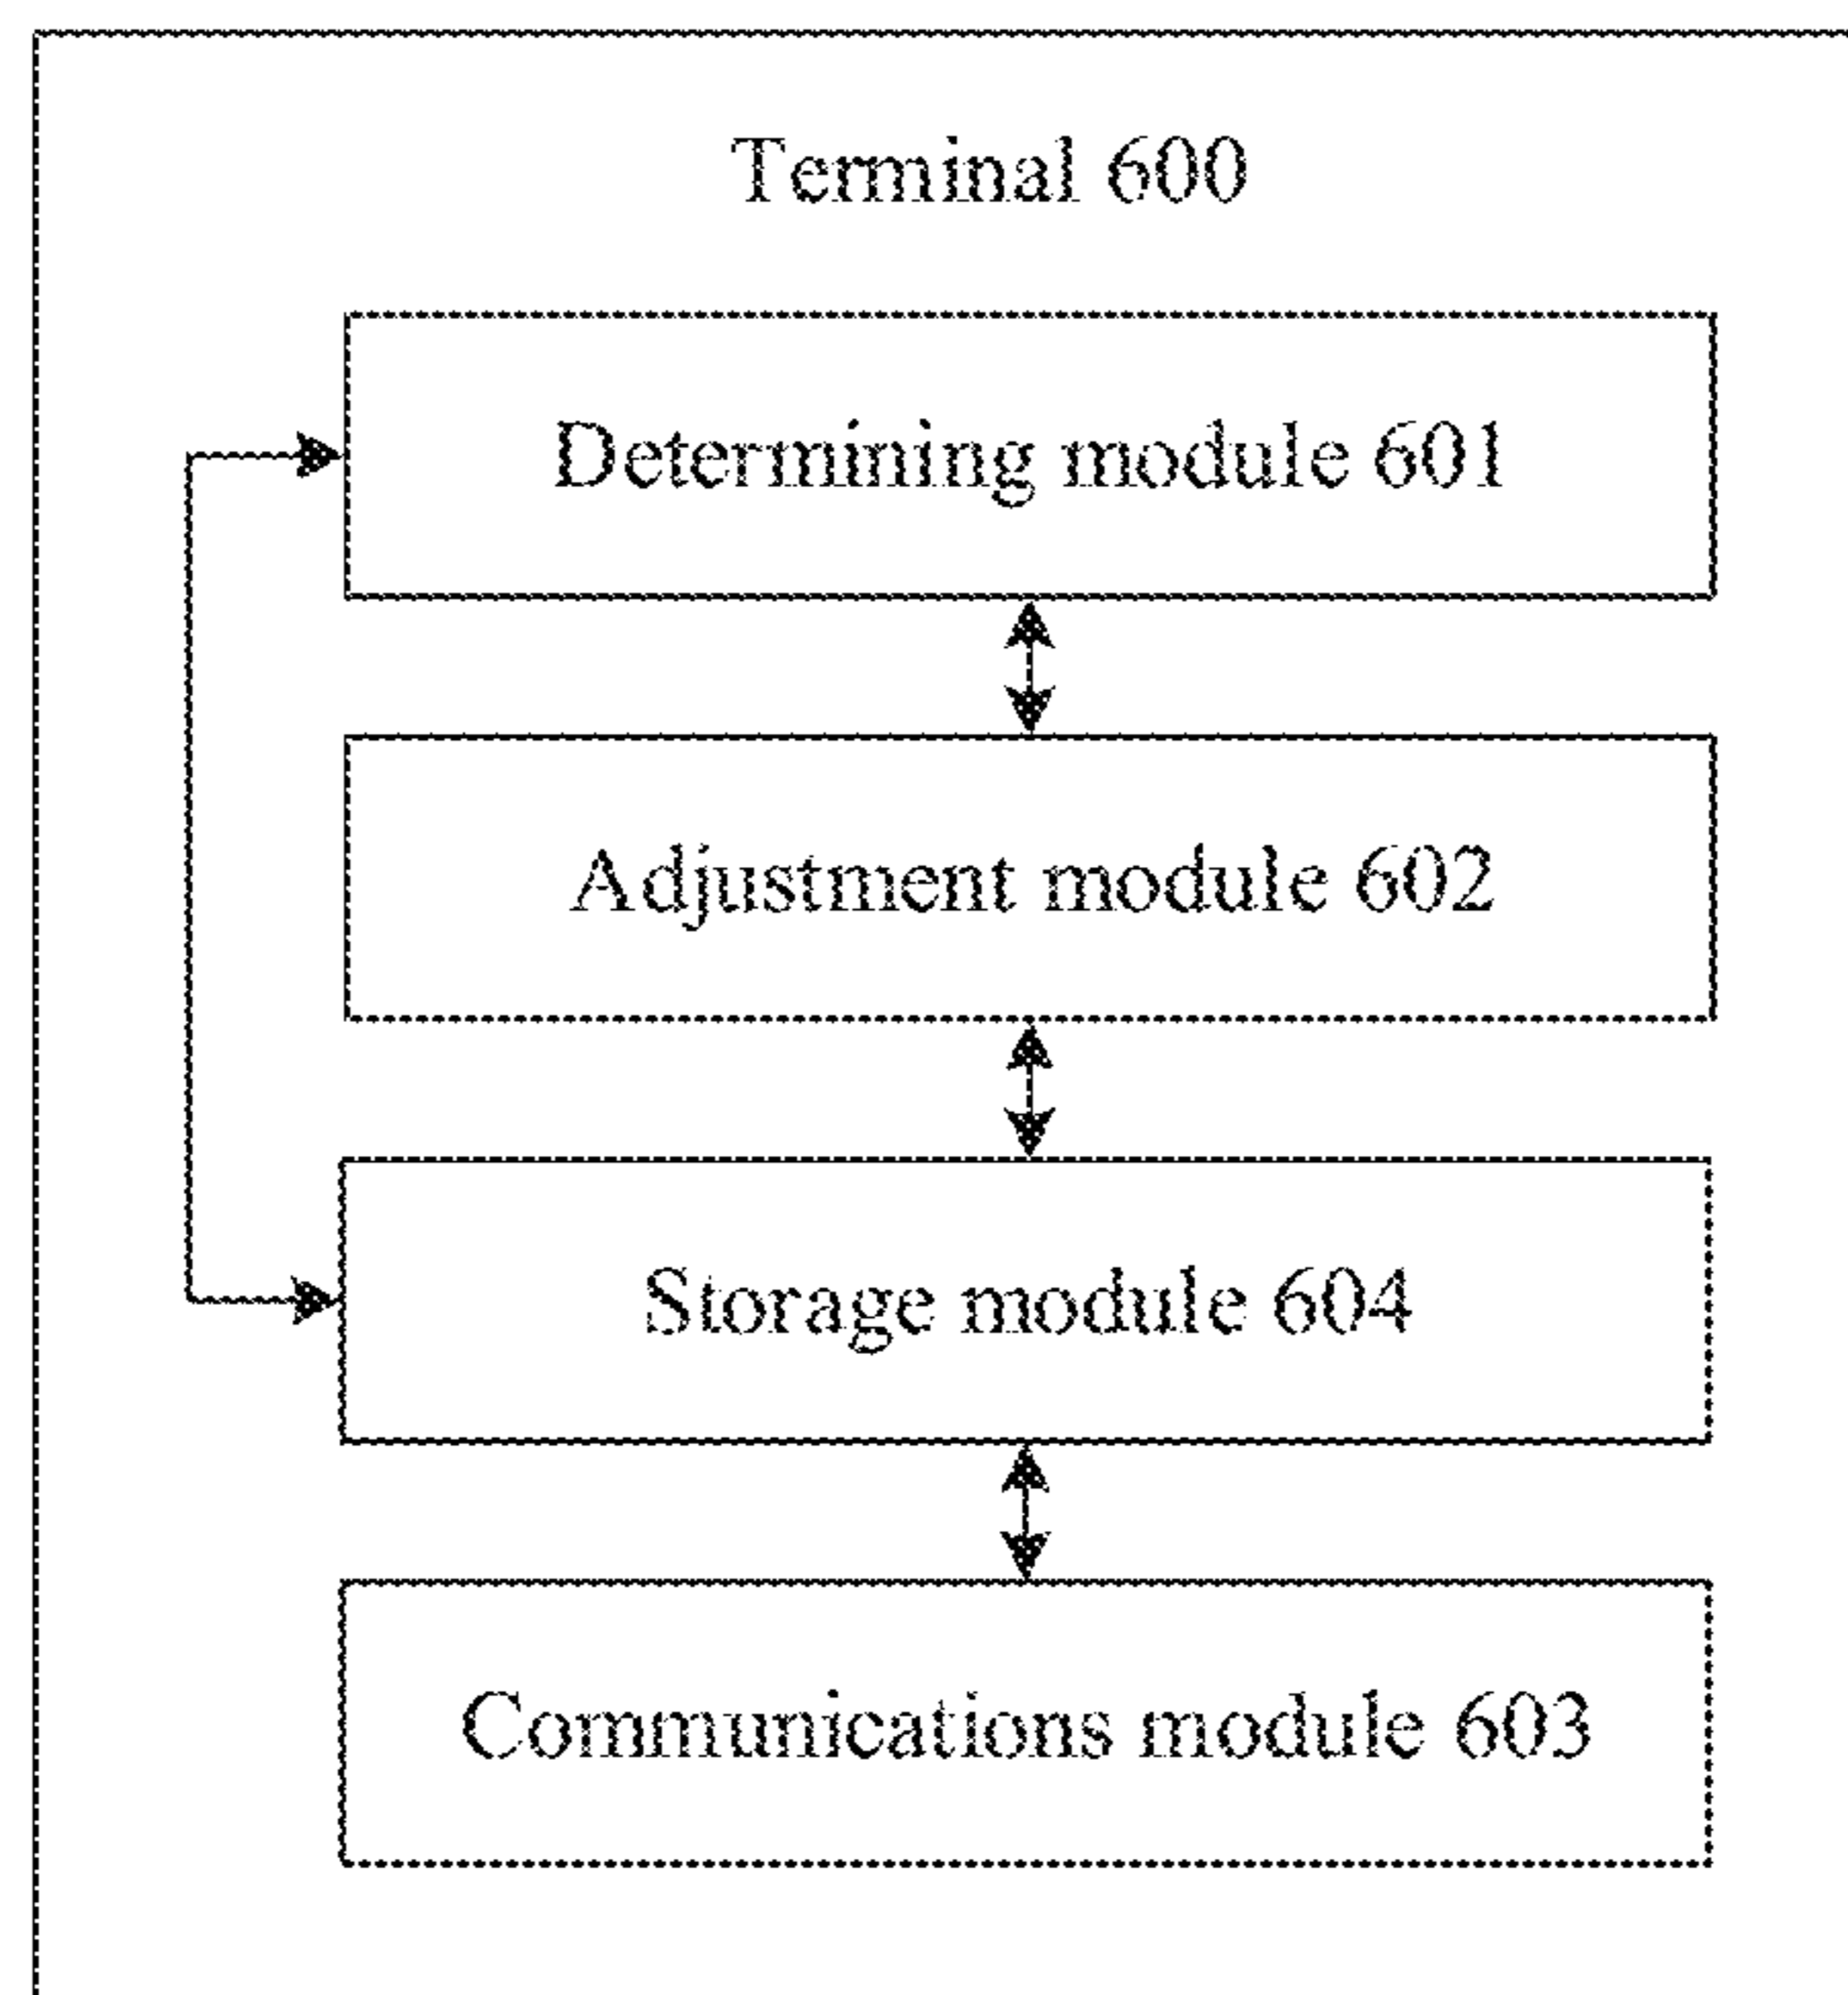 Terminal 600
Determining module 601
Adjustment module 602
Storage module 604
Communications module 603